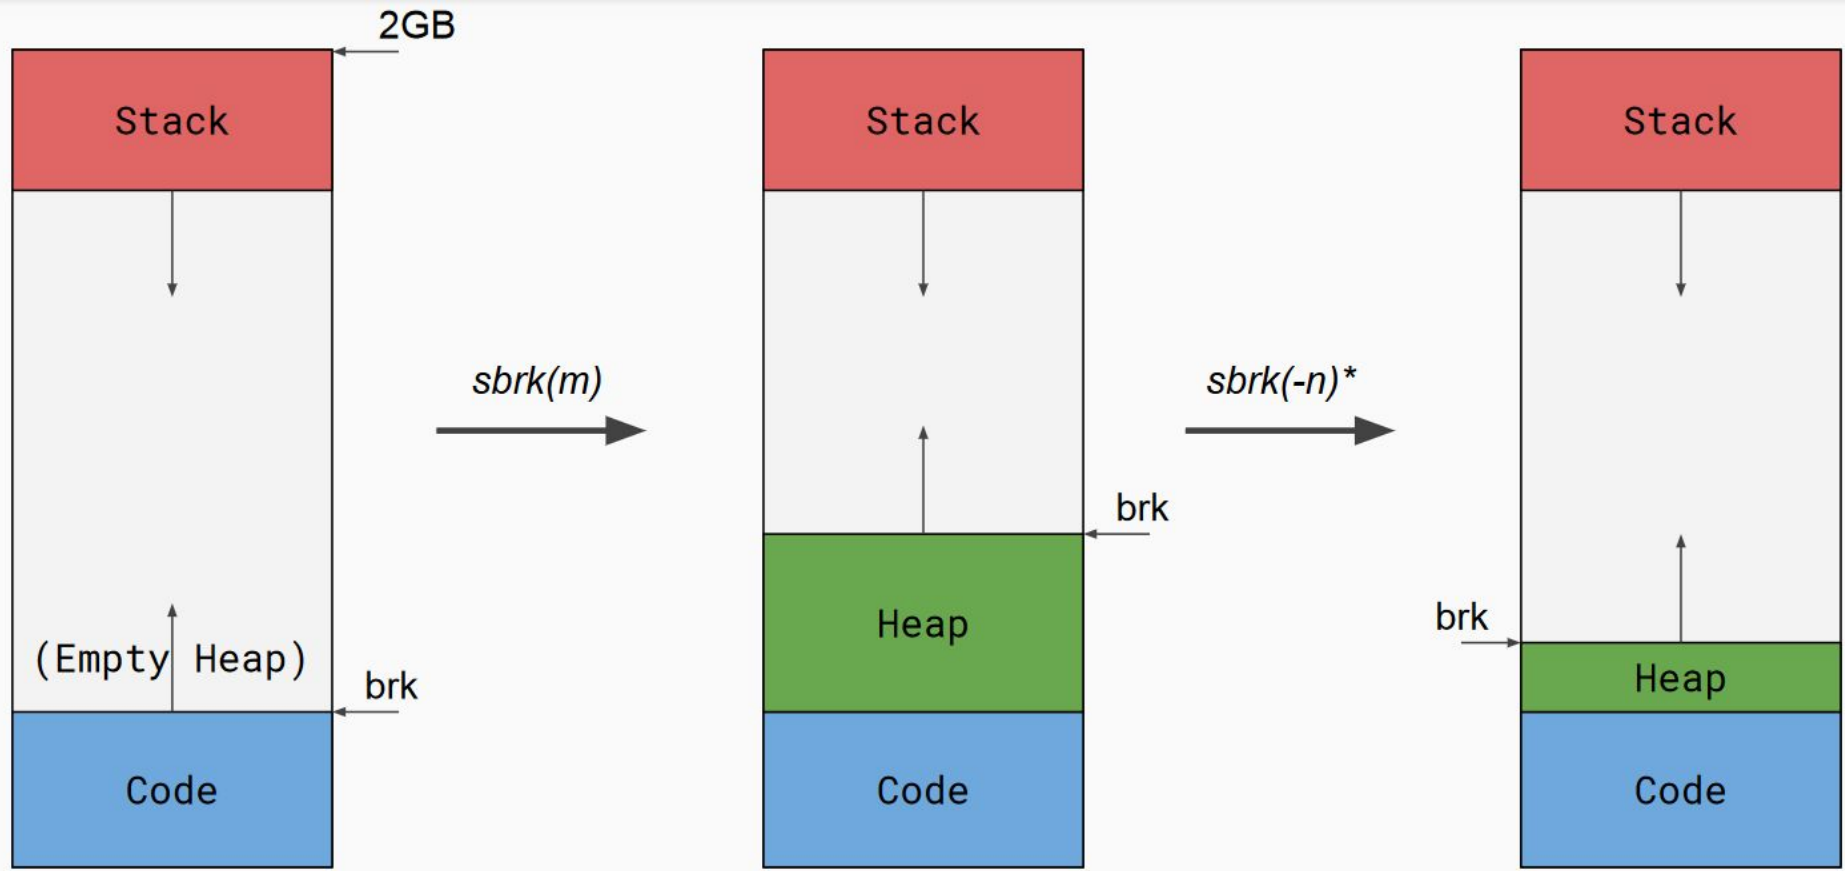 2GB
Stack
(Empty Heap)
brk
Code
sbrk(m)
Stack
brk
Heap
Code
sbrk(-n)*
Stack
brk
Heap
Code